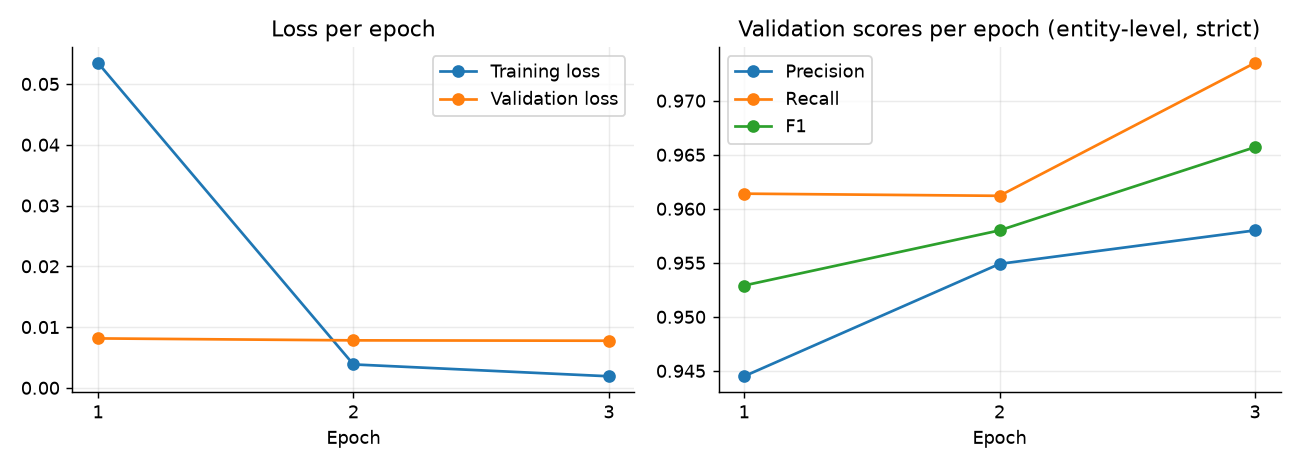 Loss per epoch
Training loss
Validation loss
0.05
0.04
0.03
0.02
0.01
0.00
1
2
3
Epoch
Validation scores per epoch (entity-level, strict)
Precision
Recall
F1
0.970
0.965
0.960
0.955
0.950
0.945
1
2
3
Epoch